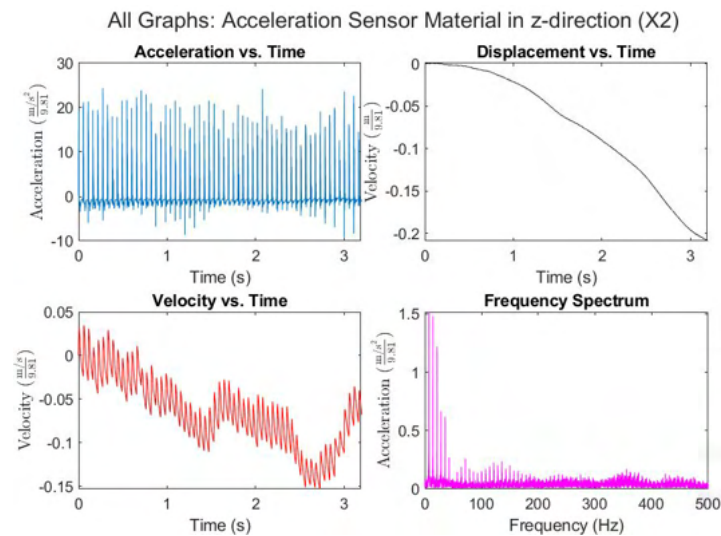 All Graphs: Acceleration Sensor Material in z-direction (X2)
Acceleration vs. Time
30
20
10
0
-10
0 1 2 3
Acceleration (m/s²/9.81)
Time (s)
Displacement vs. Time
0
-0.05
-0.1
-0.15
-0.2
0 1 2 3
Velocity (m/9.81)
Time (s)
Velocity vs. Time
0.05
0
-0.05
-0.1
-0.15
0 1 2 3
Velocity (m/s/9.81)
Time (s)
Frequency Spectrum
1.5
1
0.5
0
0 100 200 300 400 500
Acceleration (m/s²/9.81)
Frequency (Hz)